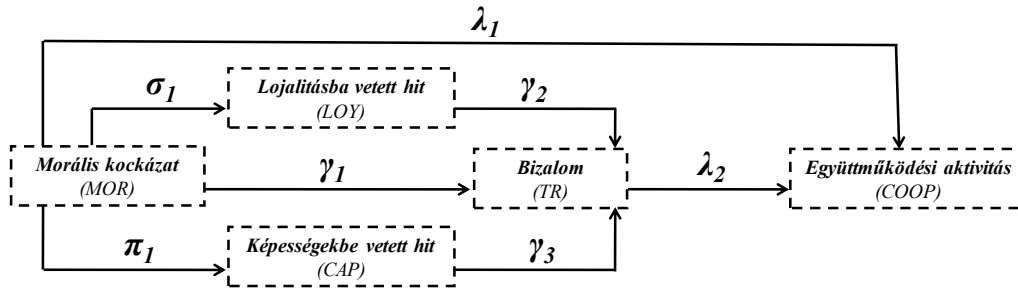 λ1
σ1
Lojalitásba vetett hit
(LOY)
γ2
Morális kockázat
(MOR)
γ1
Bizalom
(TR)
λ2
Együttműködési aktivitás
(COOP)
π1
Képességekbe vetett hit
(CAP)
γ3